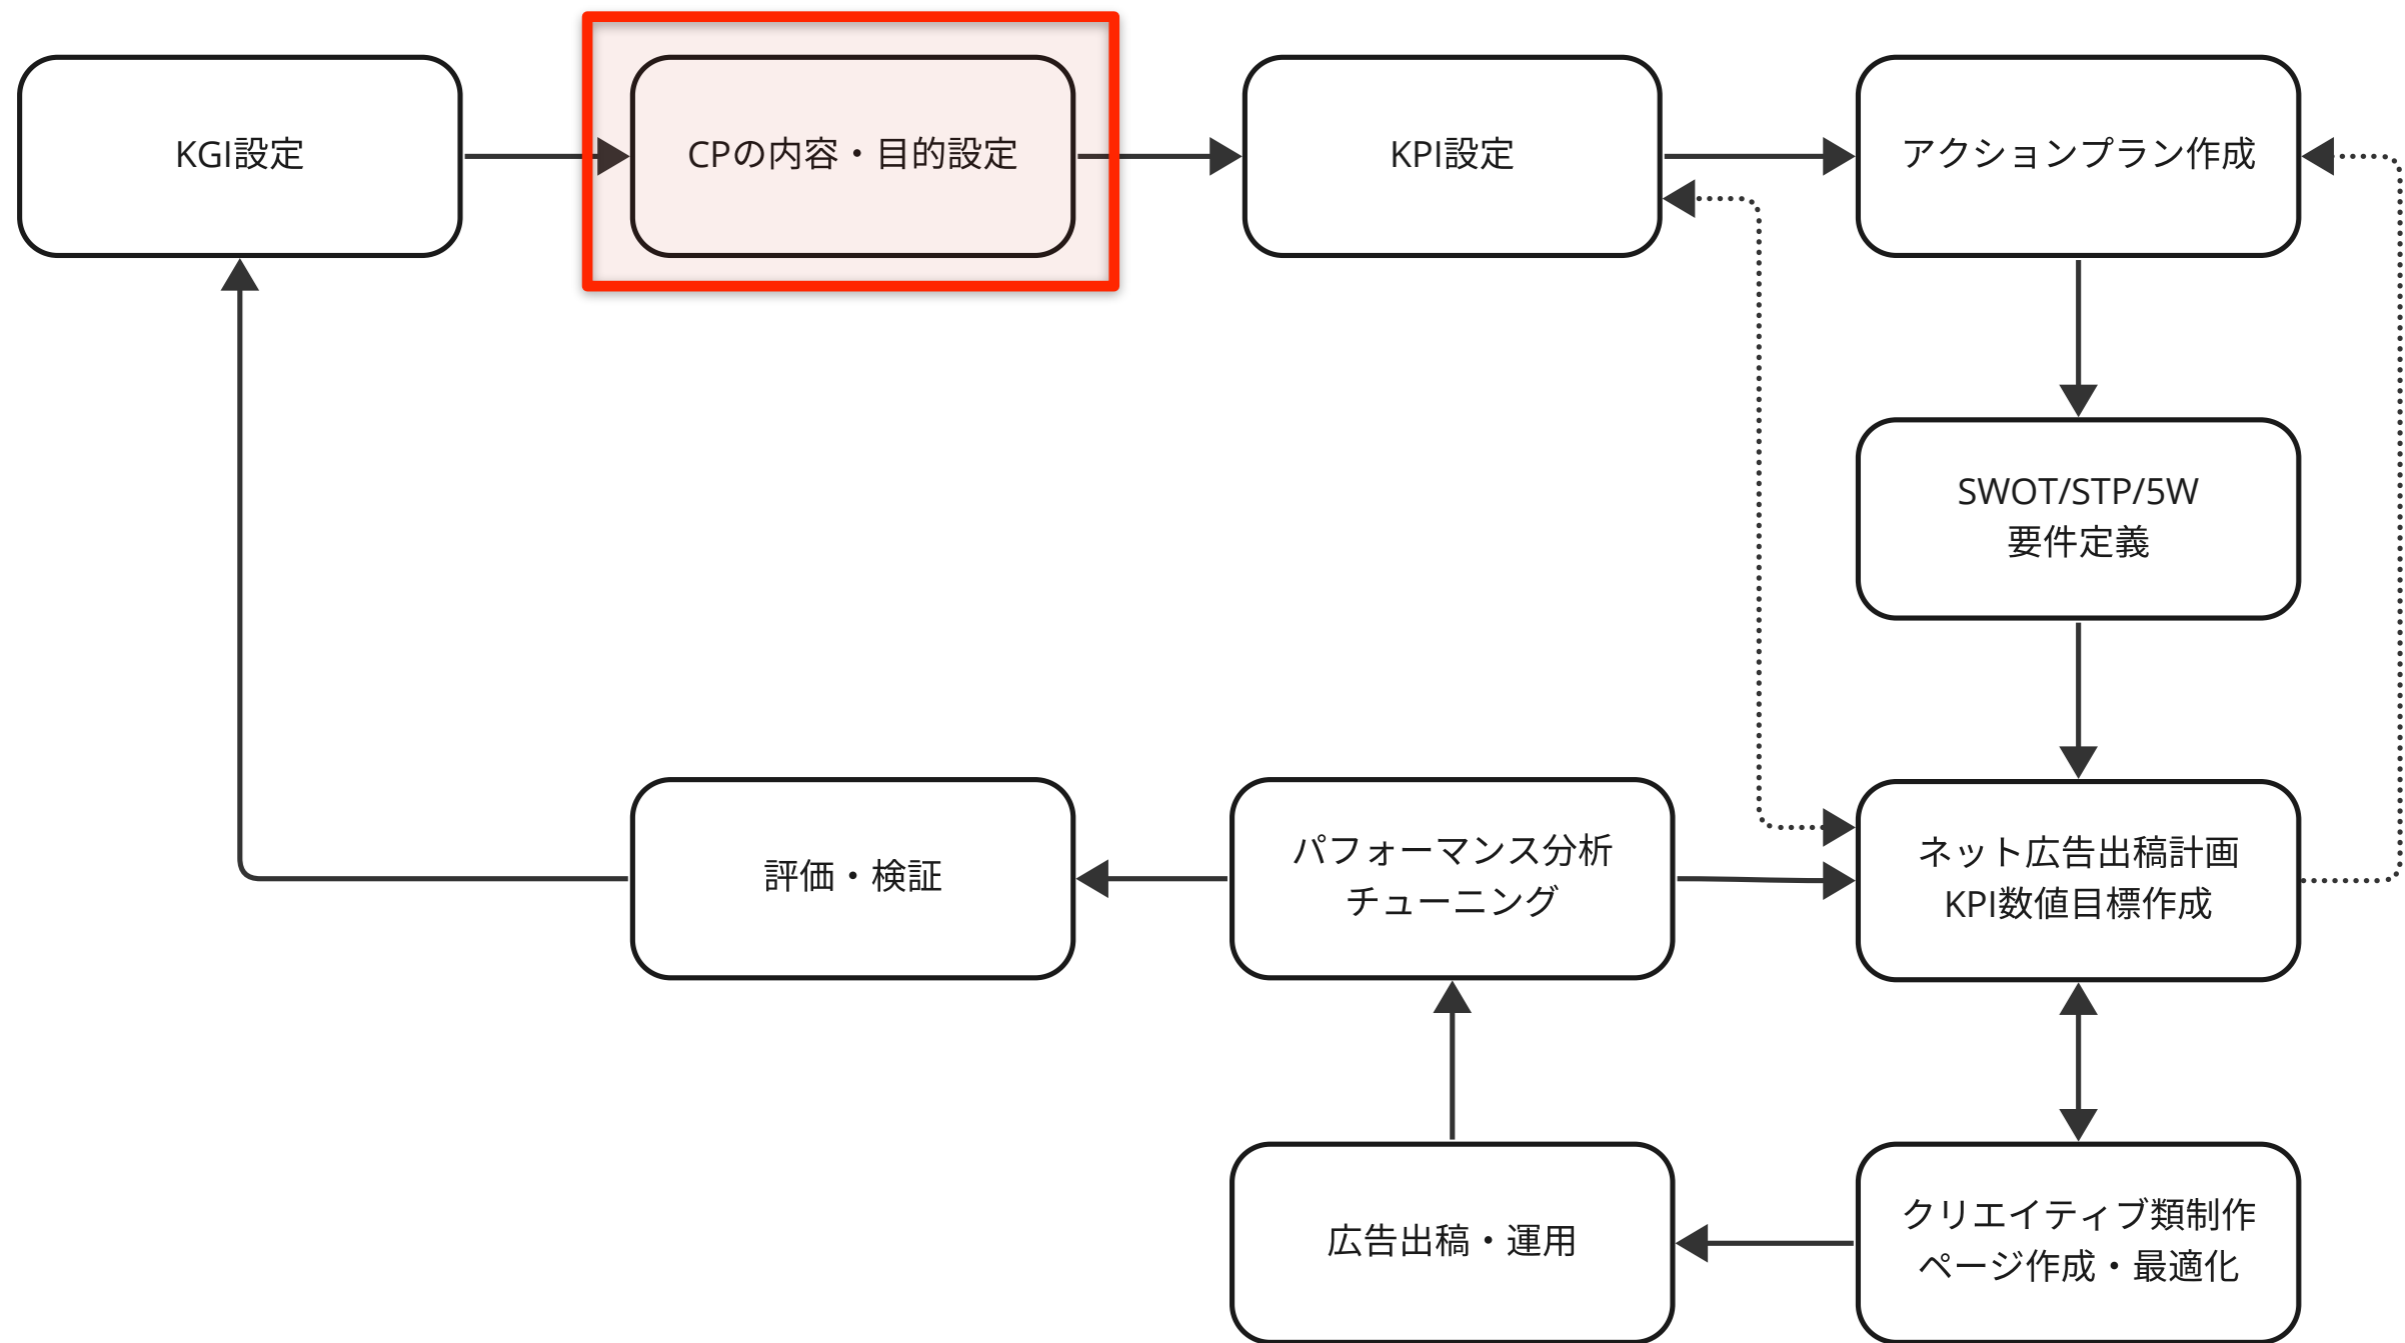 KGI設定
CPの内容・目的設定
KPI設定
アクションプラン作成
SWOT/STP/5W
要件定義
評価・検証
パフォーマンス分析
チューニング
ネット広告出稿計画
KPI数値目標作成
広告出稿・運用
クリエイティブ類制作
ページ作成・最適化